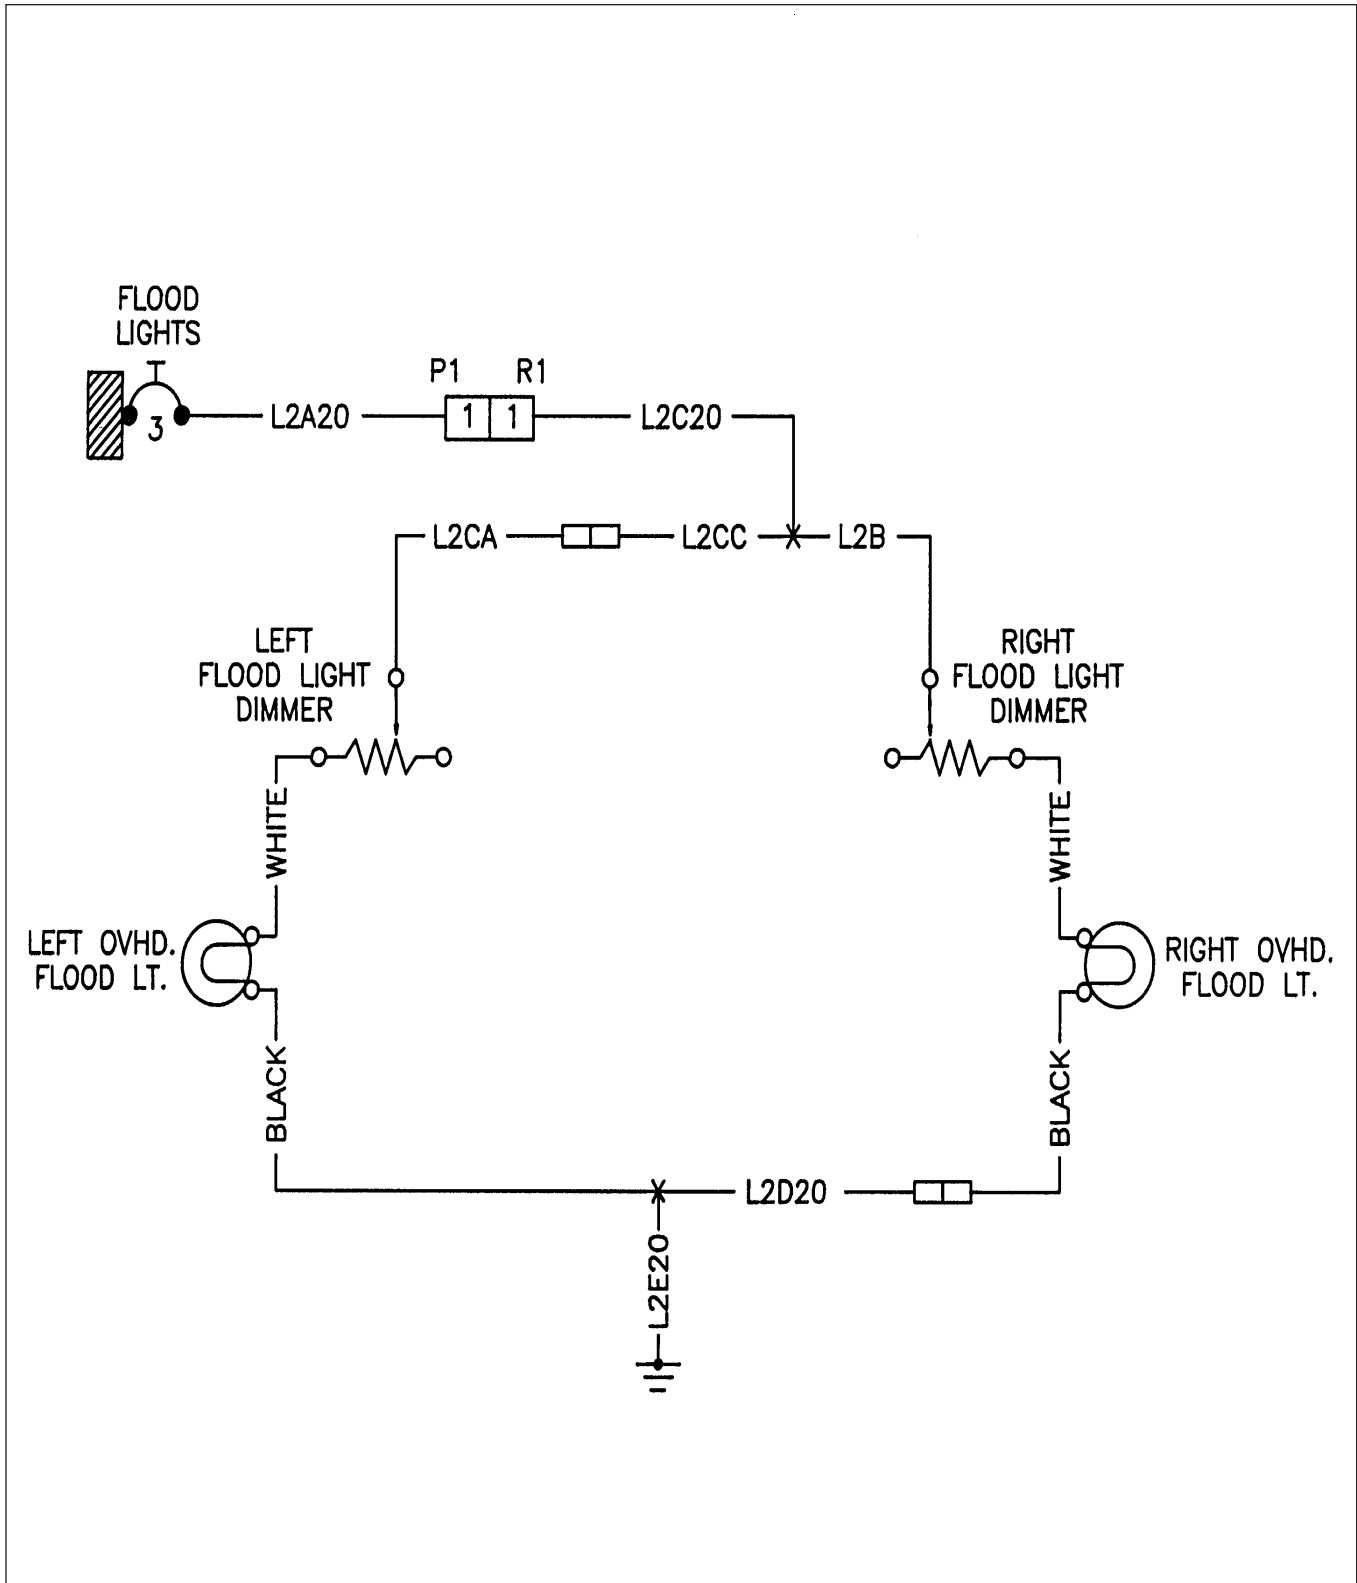 FLOOD
LIGHTS
P1 R1
3 L2A20 1 1 L2C20
L2CA L2CC L2B
LEFT
FLOOD LIGHT
DIMMER
RIGHT
FLOOD LIGHT
DIMMER
WHITE
WHITE
LEFT OVHD.
FLOOD LT.
RIGHT OVHD.
FLOOD LT.
BLACK
BLACK
L2D20
L2E20